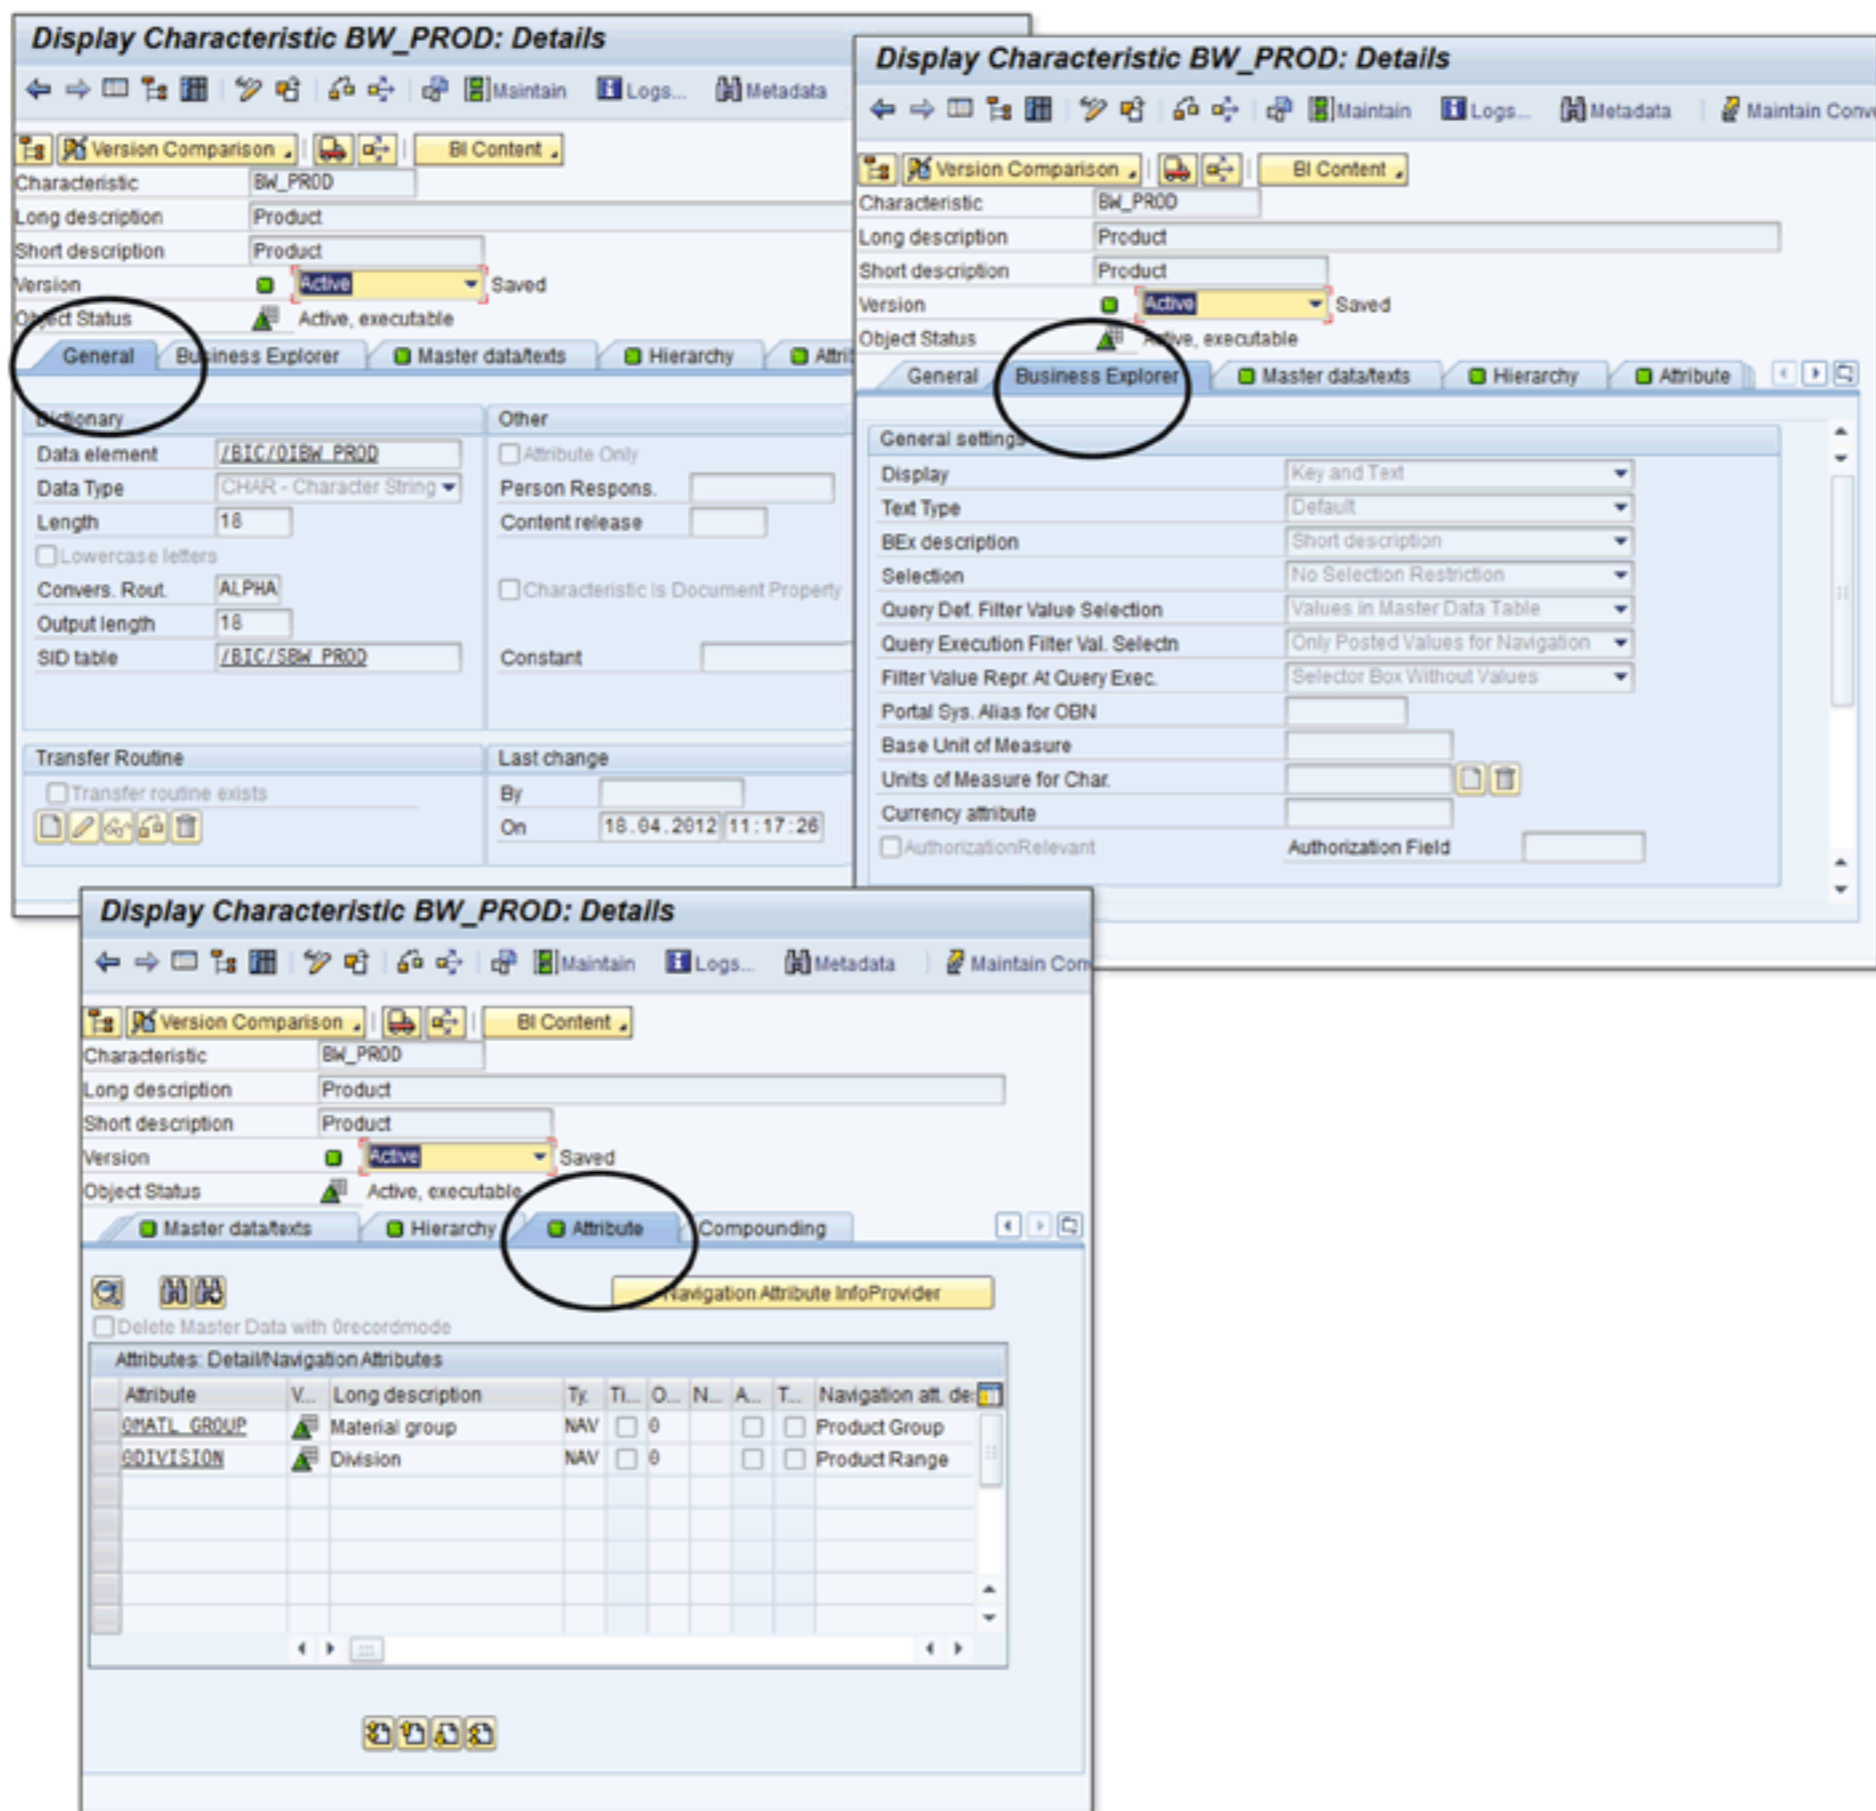 Display Characteristic BW_PROD: Details
Maintain Logs... Metadata
Version Comparison BI Content
Characteristic BW_PROD
Long description Product
Short description Product
Version Active Saved
Object Status Active, executable
General Business Explorer Master data/texts Hierarchy
Dictionary Other
Data element /BIC/OIBW_PROD Attribute Only
Data Type CHAR - Character String Person Respons.
Length 18 Content release
Lowercase letters
Convers. Rout. ALPHA Characteristic Is Document Property
Output length 18
SID table /BIC/SBW_PROD Constant
Transfer Routine Last change
Transfer routine exists By
On 18.04.2012 11:17:26
Display Characteristic BW_PROD: Details
Maintain Logs... Metadata Maintain Conv
Version Comparison BI Content
Characteristic BW_PROD
Long description Product
Short description Product
Version Active Saved
Object Status Active, executable
General Business Explorer Master data/texts Hierarchy Attribute
General settings
Display Key and Text
Text Type Default
BEx description Short description
Selection No Selection Restriction
Query Def. Filter Value Selection Values in Master Data Table
Query Execution Filter Val. Selectn Only Posted Values for Navigation
Filter Value Repr. At Query Exec. Selector Box Without Values
Portal Sys. Alias for OBN
Base Unit of Measure
Units of Measure for Char.
Currency attribute
AuthorizationRelevant Authorization Field
Display Characteristic BW_PROD: Details
Maintain Logs... Metadata Maintain Con
Version Comparison BI Content
Characteristic BW_PROD
Long description Product
Short description Product
Version Active Saved
Object Status Active, executable
Master data/texts Hierarchy Attribute Compounding
Navigation Attribute InfoProvider
Delete Master Data with 0recordmode
Attributes: Detail/Navigation Attributes
Attribute V... Long description Ty. Ti... O... N... A... T... Navigation att. de
0MATL_GROUP Material group NAV 0 Product Group
0DIVISION Division NAV 0 Product Range